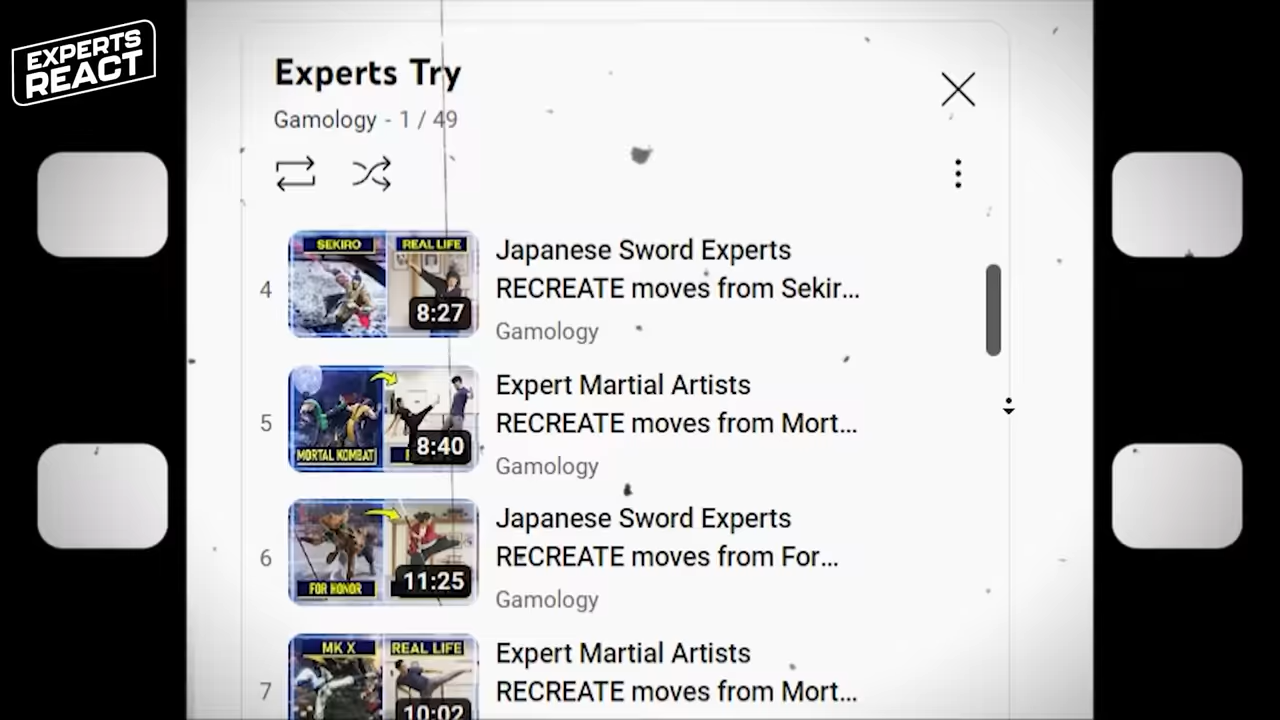 EXPERTS
REACT
Experts Try
Gamology - 1 / 49
4
SEKIRO
REAL LIFE
8:27
Japanese Sword Experts
RECREATE moves from Sekir...
Gamology
5
MORTAL KOMBAT
8:40
Expert Martial Artists
RECREATE moves from Mort...
Gamology
6
FOR HONOR
11:25
Japanese Sword Experts
RECREATE moves from For...
Gamology
7
MK X
REAL LIFE
10:02
Expert Martial Artists
RECREATE moves from Mort...